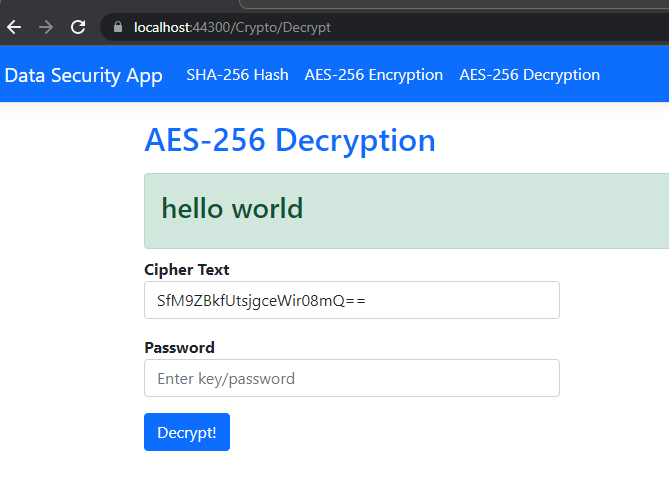 localhost:44300/Crypto/Decrypt
Data Security App SHA-256 Hash AES-256 Encryption AES-256 Decryption
AES-256 Decryption
hello world
Cipher Text
SfM9ZBkfUtsjgceWir08mQ==
Password
Enter key/password
Decrypt!